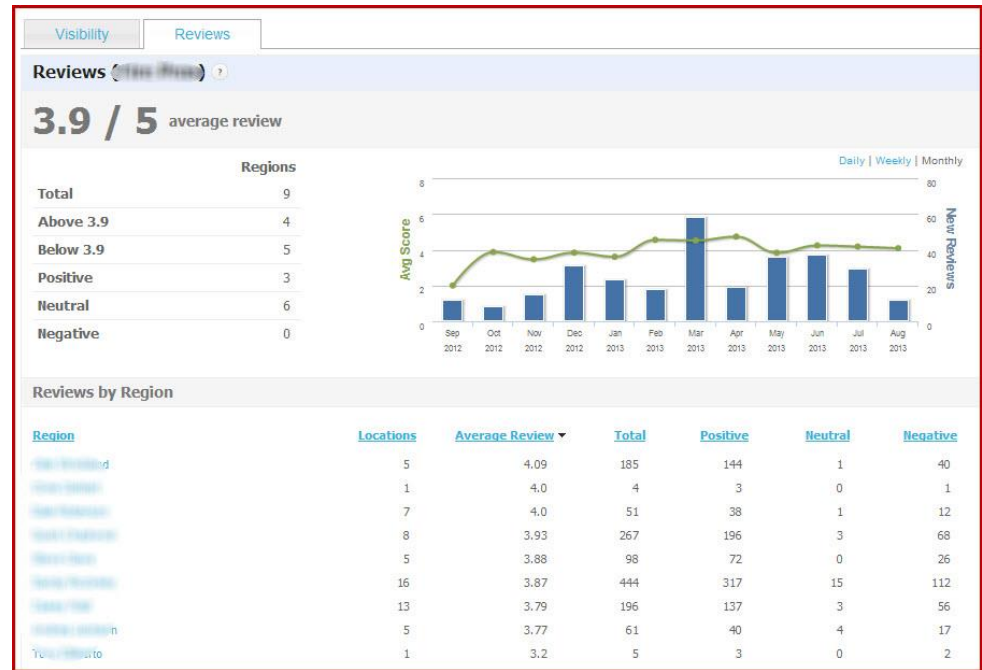 Visibility
Reviews
Reviews ( ) ?
3.9 / 5 average review
Regions
Total 9
Above 3.9 4
Below 3.9 5
Positive 3
Neutral 6
Negative 0
Daily | Weekly | Monthly
8 80
6 60
4 40
2 20
0 0
Avg Score
New Reviews
Sep Oct Nov Dec Jan Feb Mar Apr May Jun Jul Aug
2012 2012 2012 2012 2013 2013 2013 2013 2013 2013 2013 2013
Reviews by Region
Region Locations Average Review Total Positive Neutral Negative
5 4.09 185 144 1 40
1 4.0 4 3 0 1
7 4.0 51 38 1 12
8 3.93 267 196 3 68
5 3.88 98 72 0 26
16 3.87 444 317 15 112
13 3.79 196 137 3 56
5 3.77 61 40 4 17
1 3.2 5 3 0 2